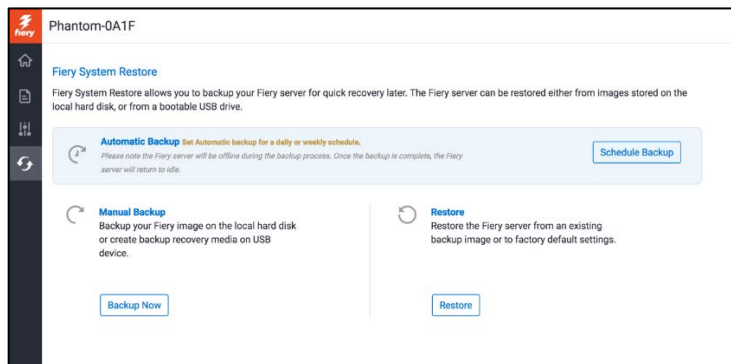 fiery
Phantom-0A1F
Fiery System Restore
Fiery System Restore allows you to backup your Fiery server for quick recovery later. The Fiery server can be restored either from images stored on the
local hard disk, or from a bootable USB drive.
Automatic Backup Set Automatic backup for a daily or weekly schedule.
Please note the Fiery server will be offline during the backup process. Once the backup is complete, the Fiery
server will return to idle.
Schedule Backup
Manual Backup
Backup your Fiery image on the local hard disk
or create backup recovery media on USB
device.
Backup Now
Restore
Restore the Fiery server from an existing
backup image or to factory default settings.
Restore